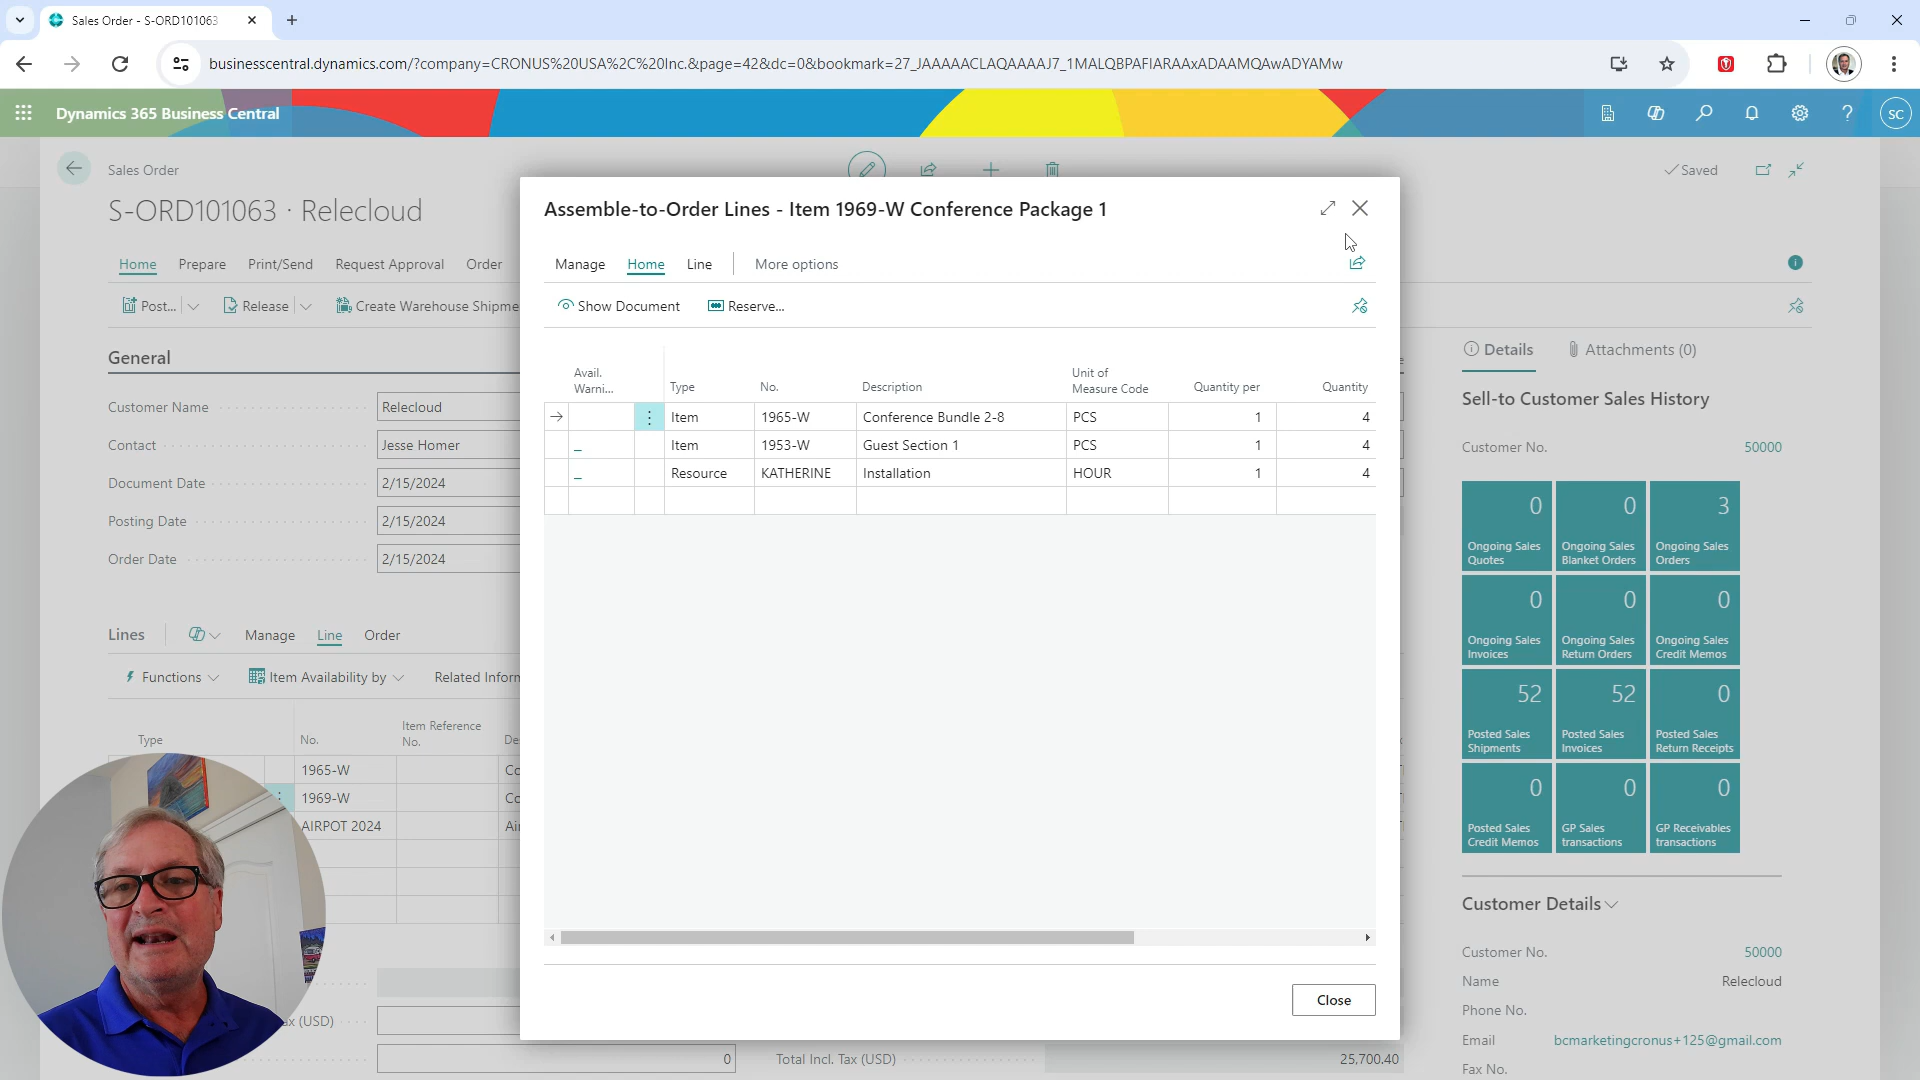 Sales Order - S-ORD101063
businesscentral.dynamics.com/?company=CRONUS%20USA%2C%20Inc.&page=42&dc=0&bookmark=27_JAAAAACLAQAAAAJ7_1MALQBPAFIARAAxADAAMQAwADYAMw
Dynamics 365 Business Central
SC
Sales Order
Saved
S-ORD101063 · Relecloud
Home Prepare Print/Send Request Approval Order
Post... Release Create Warehouse Shipme
General
Customer Name Relecloud
Contact Jesse Homer
Document Date 2/15/2024
Posting Date 2/15/2024
Order Date 2/15/2024
Lines Manage Line Order
Functions Item Availability by Related Inform
Type No. Item Reference No. De
1965-W Co
1969-W Co
AIRPOT 2024 Ai
ax (USD)
0 Total Incl. Tax (USD) 25,700.40
Assemble-to-Order Lines - Item 1969-W Conference Package 1
Manage Home Line More options
Show Document Reserve...
Avail. Warni... Type No. Description Unit of Measure Code Quantity per Quantity
Item 1965-W Conference Bundle 2-8 PCS 1 4
_ Item 1953-W Guest Section 1 PCS 1 4
_ Resource KATHERINE Installation HOUR 1 4
Close
Details Attachments (0)
Sell-to Customer Sales History
Customer No. 50000
0 0 3
Ongoing Sales Quotes Ongoing Sales Blanket Orders Ongoing Sales Orders
0 0 0
Ongoing Sales Invoices Ongoing Sales Return Orders Ongoing Sales Credit Memos
52 52 0
Posted Sales Shipments Posted Sales Invoices Posted Sales Return Receipts
0 0 0
Posted Sales Credit Memos GP Sales transactions GP Receivables transactions
Customer Details
Customer No. 50000
Name Relecloud
Phone No.
Email bcmarketingcronus+125@gmail.com
Fax No.